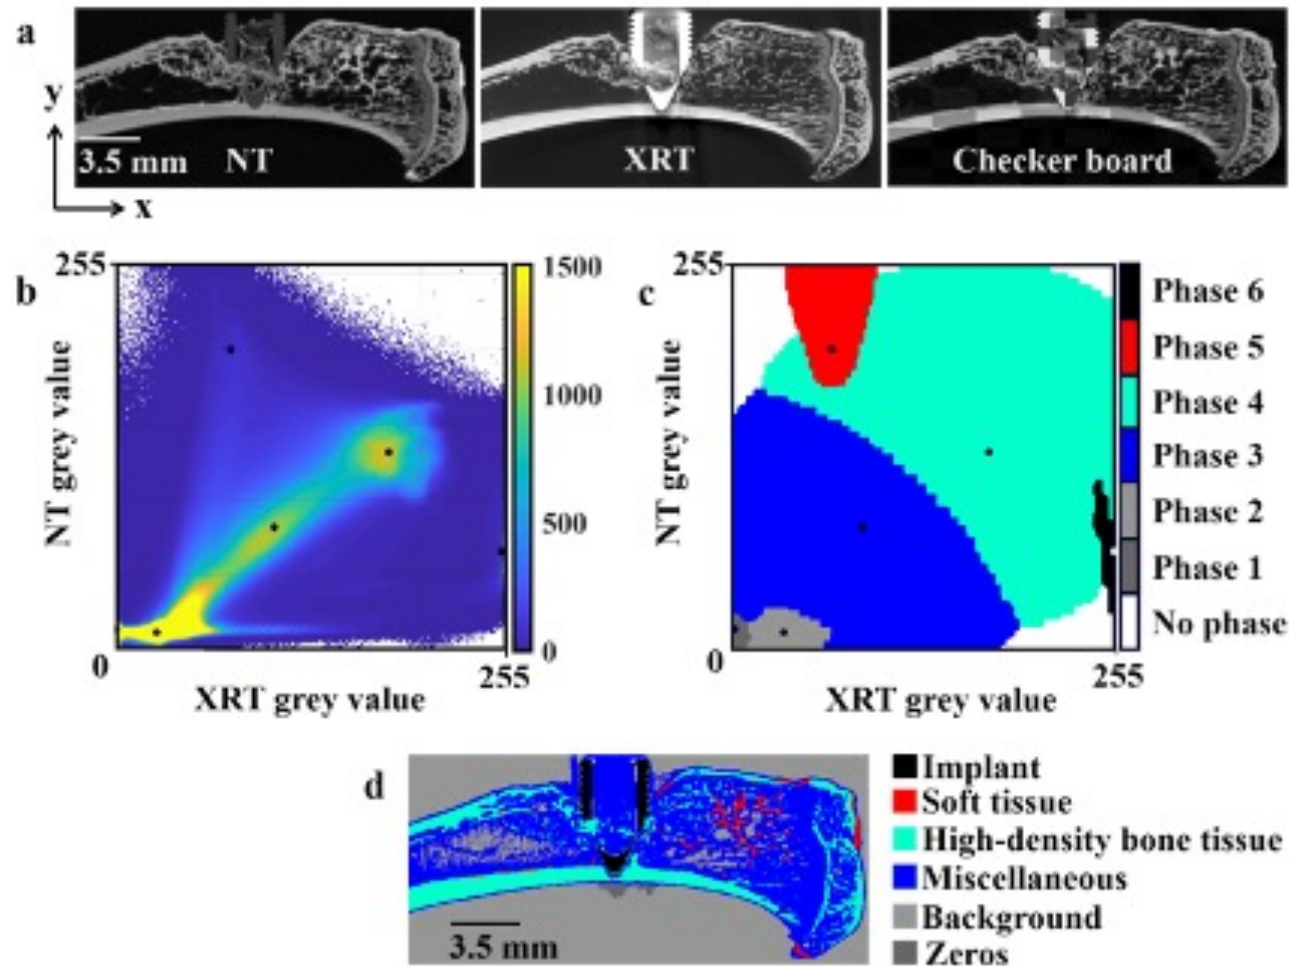 a
y
3.5 mm
NT
XRT
Checker board
x
b
255
NT grey value
0
XRT grey value
255
1500
1000
500
0
c
255
NT grey value
0
XRT grey value
255
Phase 6
Phase 5
Phase 4
Phase 3
Phase 2
Phase 1
No phase
d
3.5 mm
Implant
Soft tissue
High-density bone tissue
Miscellaneous
Background
Zeros